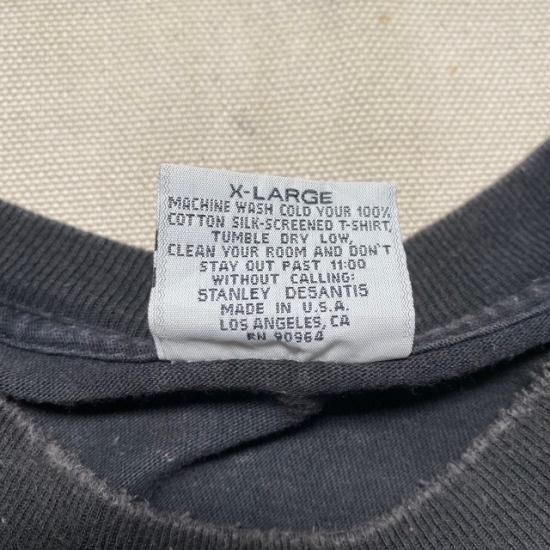 X-LARGE
MACHINE WASH COLD YOUR 100%
COTTON SILK-SCREENED T-SHIRT,
TUMBLE DRY LOW,
CLEAN YOUR ROOM AND DON'T
STAY OUT PAST 11:00
WITHOUT CALLING:
STANLEY DESANTIS
MADE IN U.S.A.
LOS ANGELES, CA
RN 90964